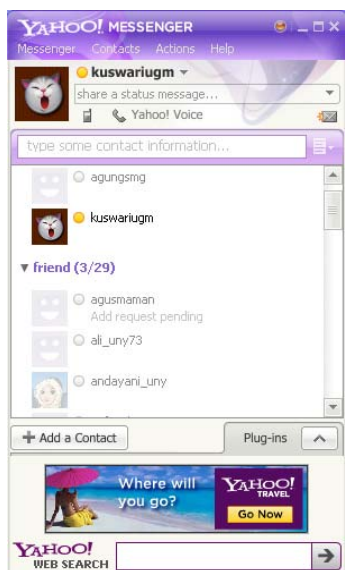 YAHOO! MESSENGER
Messenger Contacts Actions Help
kuswariugm
share a status message...
Yahoo! Voice
type some contact information...
agungsmg
kuswariugm
friend (3/29)
agusmaman
Add request pending
ali_uny73
andayani_uny
Add a Contact
Plug-ins
Where will
you go?
YAHOO!
TRAVEL
Go Now
YAHOO!
WEB SEARCH